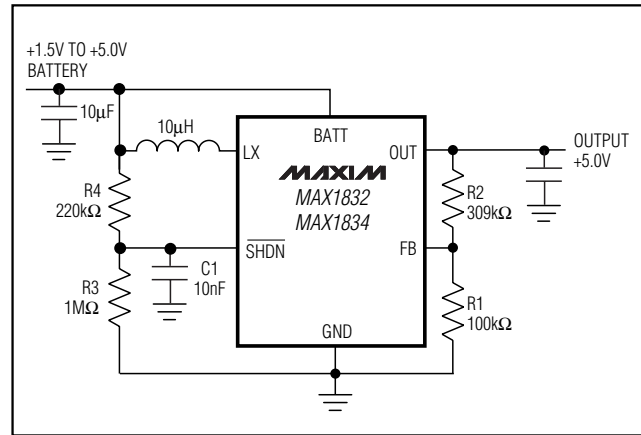 +1.5V TO +5.0V
BATTERY
10µF
10µH
LX
BATT
OUT
OUTPUT
+5.0V
MAXIM
MAX1832
MAX1834
R4
220kΩ
R2
309kΩ
SHDN
FB
C1
10nF
R3
1MΩ
R1
100kΩ
GND